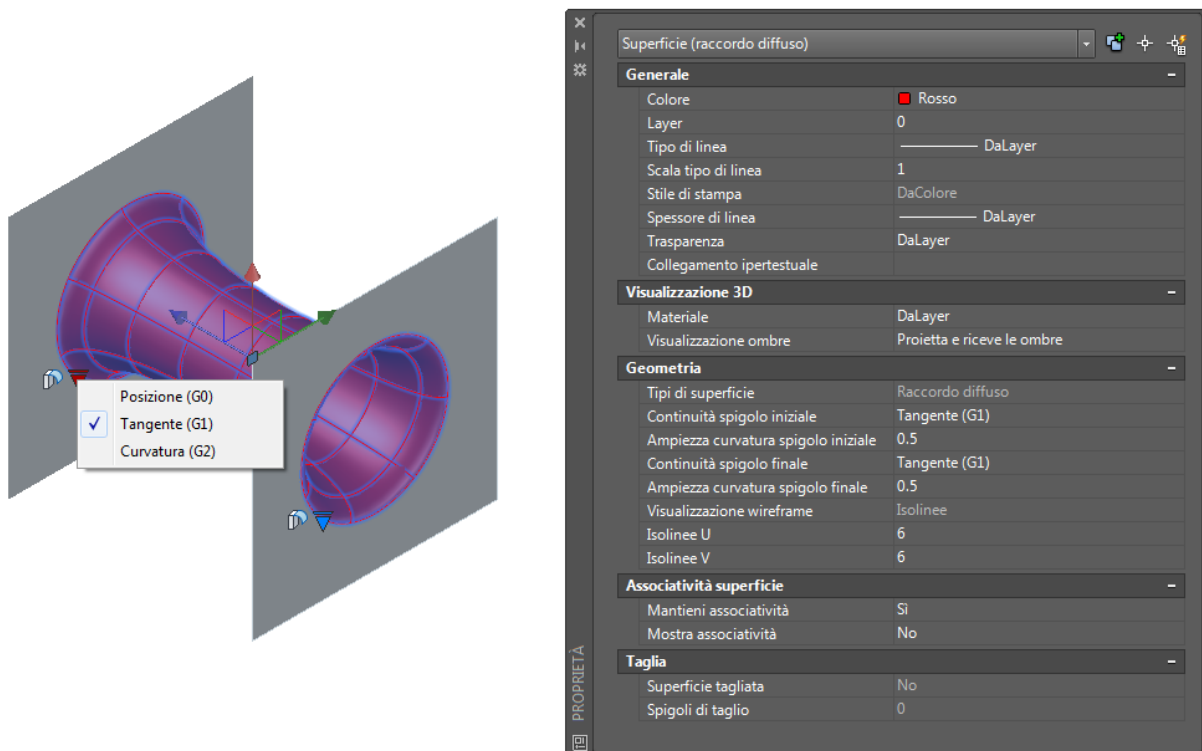 Posizione (G0)
Tangente (G1)
Curvatura (G2)
Superficie (raccordo diffuso)
Generale
Colore Rosso
Layer 0
Tipo di linea DaLayer
Scala tipo di linea 1
Stile di stampa DaColore
Spessore di linea DaLayer
Trasparenza DaLayer
Collegamento ipertestuale
Visualizzazione 3D
Materiale DaLayer
Visualizzazione ombre Proietta e riceve le ombre
Geometria
Tipi di superficie Raccordo diffuso
Continuità spigolo iniziale Tangente (G1)
Ampiezza curvatura spigolo iniziale 0.5
Continuità spigolo finale Tangente (G1)
Ampiezza curvatura spigolo finale 0.5
Visualizzazione wireframe Isolinee
Isolinee U 6
Isolinee V 6
Associatività superficie
Mantieni associatività Sì
Mostra associatività No
Taglia
Superficie tagliata No
Spigoli di taglio 0
PROPRIETÀ